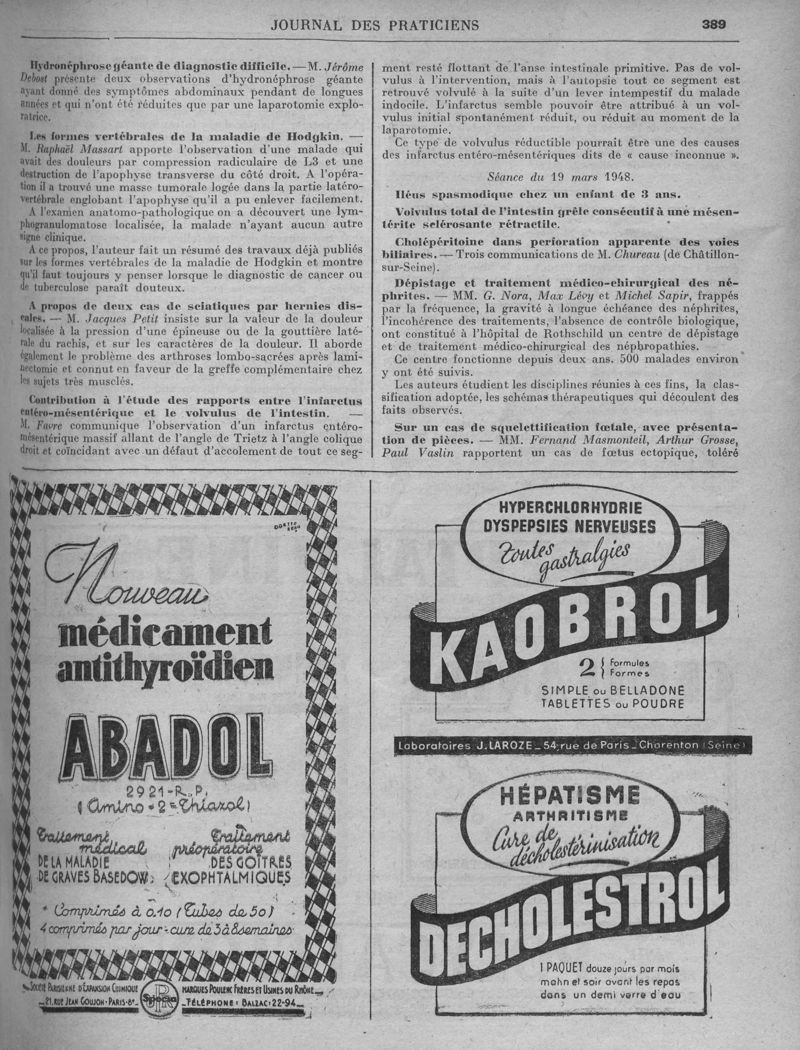 JOURNAL DES PRATICIENS
389
Hydronéphrose géante de diagnostic difficile. — M. Jérôme
Debost présente deux observations d'hydronéphrose géante
ayant donné des symptômes abdominaux pendant de longues
années et qui n'ont été réduites que par une laparotomie explo-
ratrice.
Les formes vertébrales de la maladie de Hodgkin. —
M. Raphaël Massart apporte l'observation d'une malade qui
avait des douleurs par compression radiculaire de L3 et une
destruction de l'apophyse transverse du côté droit. A l'opéra-
tion il a trouvé une masse tumorale logée dans la partie latéro-
vertébrale englobant l'apophyse qu'il a pu enlever facilement.
A l'examen anatomo-pathologique on a découvert une lym-
phogranulomatose localisée, la malade n'ayant aucun autre
signe clinique.
A ce propos, l'auteur fait un résumé des travaux déjà publiés
sur les formes vertébrales de la maladie de Hodgkin et montre
qu'il faut toujours y penser lorsque le diagnostic de cancer ou
de tuberculose paraît douteux.
A propos de deux cas de sciatiques par hernies dis-
cales. — M. Jacques Petit insiste sur la valeur de la douleur
localisée à la pression d'une épineuse ou de la gouttière laté-
rale du rachis, et sur les caractères de la douleur. Il aborde
également le problème des arthroses lombo-sacrées après lami-
nectomie et connut en faveur de la greffe complémentaire chez
les sujets très musclés.
Contribution à l'étude des rapports entre l'infarctus
entéro-mésentérique et le volvulus de l'intestin. —
M. Favre communique l'observation d'un infarctus entéro-
mésentérique massif allant de l'angle de Trietz à l'angle colique
droit et coïncidant avec un défaut d'accolement de tout ce seg-
ment resté flottant de l'anse intestinale primitive. Pas de vol-
vulus à l'intervention, mais à l'autopsie tout ce segment est
retrouvé volvulé à la suite d'un lever intempestif du malade
indocile. L'infarctus semble pouvoir être attribué à un vol-
vulus initial spontanément réduit, ou réduit au moment de la
laparotomie.
Ce type de volvulus réductible pourrait être une des causes
des infarctus entéro-mésentériques dits de « cause inconnue ».
Séance du 19 mars 1948.
Iléus spasmodique chez un enfant de 3 ans.
Volvulus total de l'intestin grêle consécutif à une mésen-
térite sclérosante rétractile.
Cholépéritoine dans perforation apparente des voies
biliaires. — Trois communications de M. Chureau (de Châtillon-
sur-Seine).
Dépistage et traitement médico-chirurgical des né-
phrites. — MM. G. Nora, Max Lévy et Michel Sapir, frappés
par la fréquence, la gravité à longue échéance des néphrites,
l'incohérence des traitements, l'absence de contrôle biologique,
ont constitué à l'hôpital de Rothschild un centre de dépistage
et de traitement médico-chirurgical des néphropathies.
Ce centre fonctionne depuis deux ans. 500 malades environ
y ont été suivis.
Les auteurs étudient les disciplines réunies à ces fins, la clas-
sification adoptée, les schémas thérapeutiques qui découlent des
faits observés.
Sur un cas de squelettification fœtale, avec présenta-
tion de pièces. — MM. Fernand Masmonteil, Arthur Grosse,
Paul Vaslin rapportent un cas de fœtus ectopique, toléré
Nouveau
médicament
antithyroïdien
ABADOL
2921-R.P.
(Amino-2-Thiazol)
Traitement
médical
DE LA MALADIE
DE GRAVES BASEDOW
Traitement
préopératoire
DES GOÎTRES
EXOPHTALMIQUES
* Comprimés à 0,10 (Tubes de 50)
4 comprimés par jour - cure de 3 à 8 semaines
SOCIÉTÉ PARISIENNE D'EXPANSION CHIMIQUE
21, RUE JEAN GOUJON · PARIS · 8e
Specia
MARQUES POULENC FRÈRES ET USINES DU RHÔNE
TÉLÉPHONE : BALZAC : 22-94
HYPERCHLORHYDRIE
DYSPEPSIES NERVEUSES
Toutes
gastralgies
KAOBROL
2 Formules
Formes
SIMPLE ou BELLADONÉ
TABLETTES ou POUDRE
Laboratoires J. LAROZE _ 54, rue de Paris _ Charenton (Seine)
HÉPATISME
ARTHRITISME
Cure de
décholestérinisation
DECHOLESTROL
1 PAQUET douze jours par mois
matin et soir avant les repas
dans un demi verre d'eau